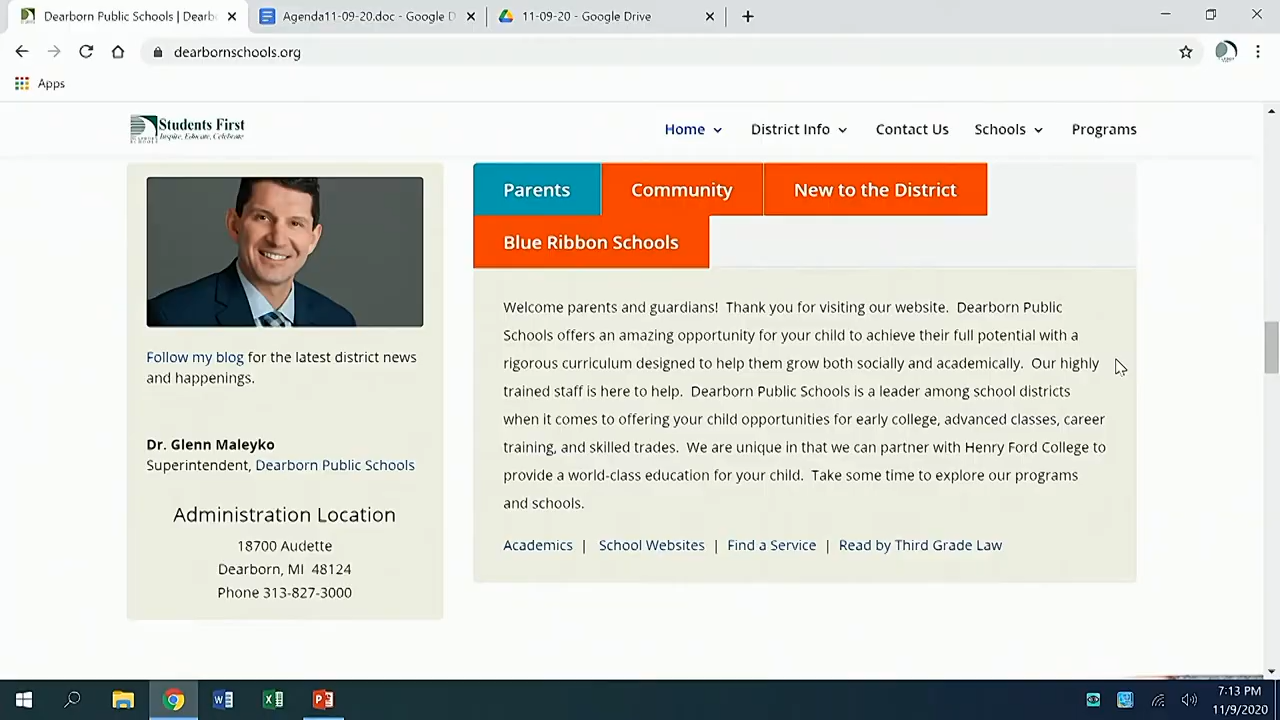 Dearborn Public Schools | Dearb
Agenda11-09-20.doc - Google D
11-09-20 - Google Drive
dearbornschools.org
Apps
Students First
Inspire, Educate, Celebrate
Home
District Info
Contact Us
Schools
Programs
Follow my blog for the latest district news
and happenings.
Dr. Glenn Maleyko
Superintendent, Dearborn Public Schools
Administration Location
18700 Audette
Dearborn, MI 48124
Phone 313-827-3000
Parents
Community
New to the District
Blue Ribbon Schools
Welcome parents and guardians! Thank you for visiting our website. Dearborn Public
Schools offers an amazing opportunity for your child to achieve their full potential with a
rigorous curriculum designed to help them grow both socially and academically. Our highly
trained staff is here to help. Dearborn Public Schools is a leader among school districts
when it comes to offering your child opportunities for early college, advanced classes, career
training, and skilled trades. We are unique in that we can partner with Henry Ford College to
provide a world-class education for your child. Take some time to explore our programs
and schools.
Academics | School Websites | Find a Service | Read by Third Grade Law
7:13 PM
11/9/2020